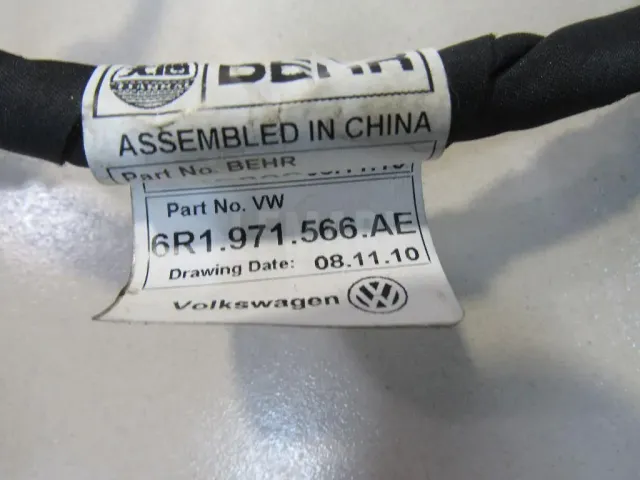 BEHR
ASSEMBLED IN CHINA
Part No. BEHR
Part No. VW
6R1.971.566.AE
Drawing Date: 08.11.10
Volkswagen